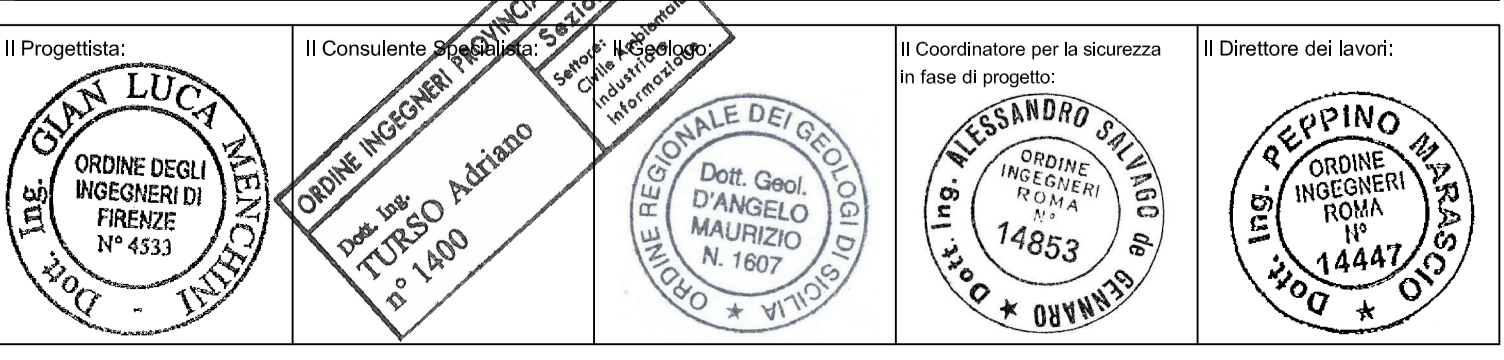 Il Progettista:
Dott. Ing. GIAN LUCA MENCHINI -
ORDINE DEGLI
INGEGNERI DI
FIRENZE
N° 4533
Il Consulente Specialista:
ORDINE INGEGNERI PROVINCIA
Dott. Ing.
TURSO Adriano
n° 1400
Sezio
Settore:
Civile Ambientale
Industriale
Informazione
Il Geologo:
ORDINE REGIONALE DEI GEOLOGI DI SICILIA ★
Dott. Geol.
D'ANGELO
MAURIZIO
N. 1607
Il Coordinatore per la sicurezza
in fase di progetto:
Dott. Ing. ALESSANDRO SALVAGO de GENNARO ★
ORDINE
INGEGNERI
ROMA
N°
14853
Il Direttore dei lavori:
Dott. Ing. PEPPINO MARASCIO ★
ORDINE
INGEGNERI
ROMA
N°
14447